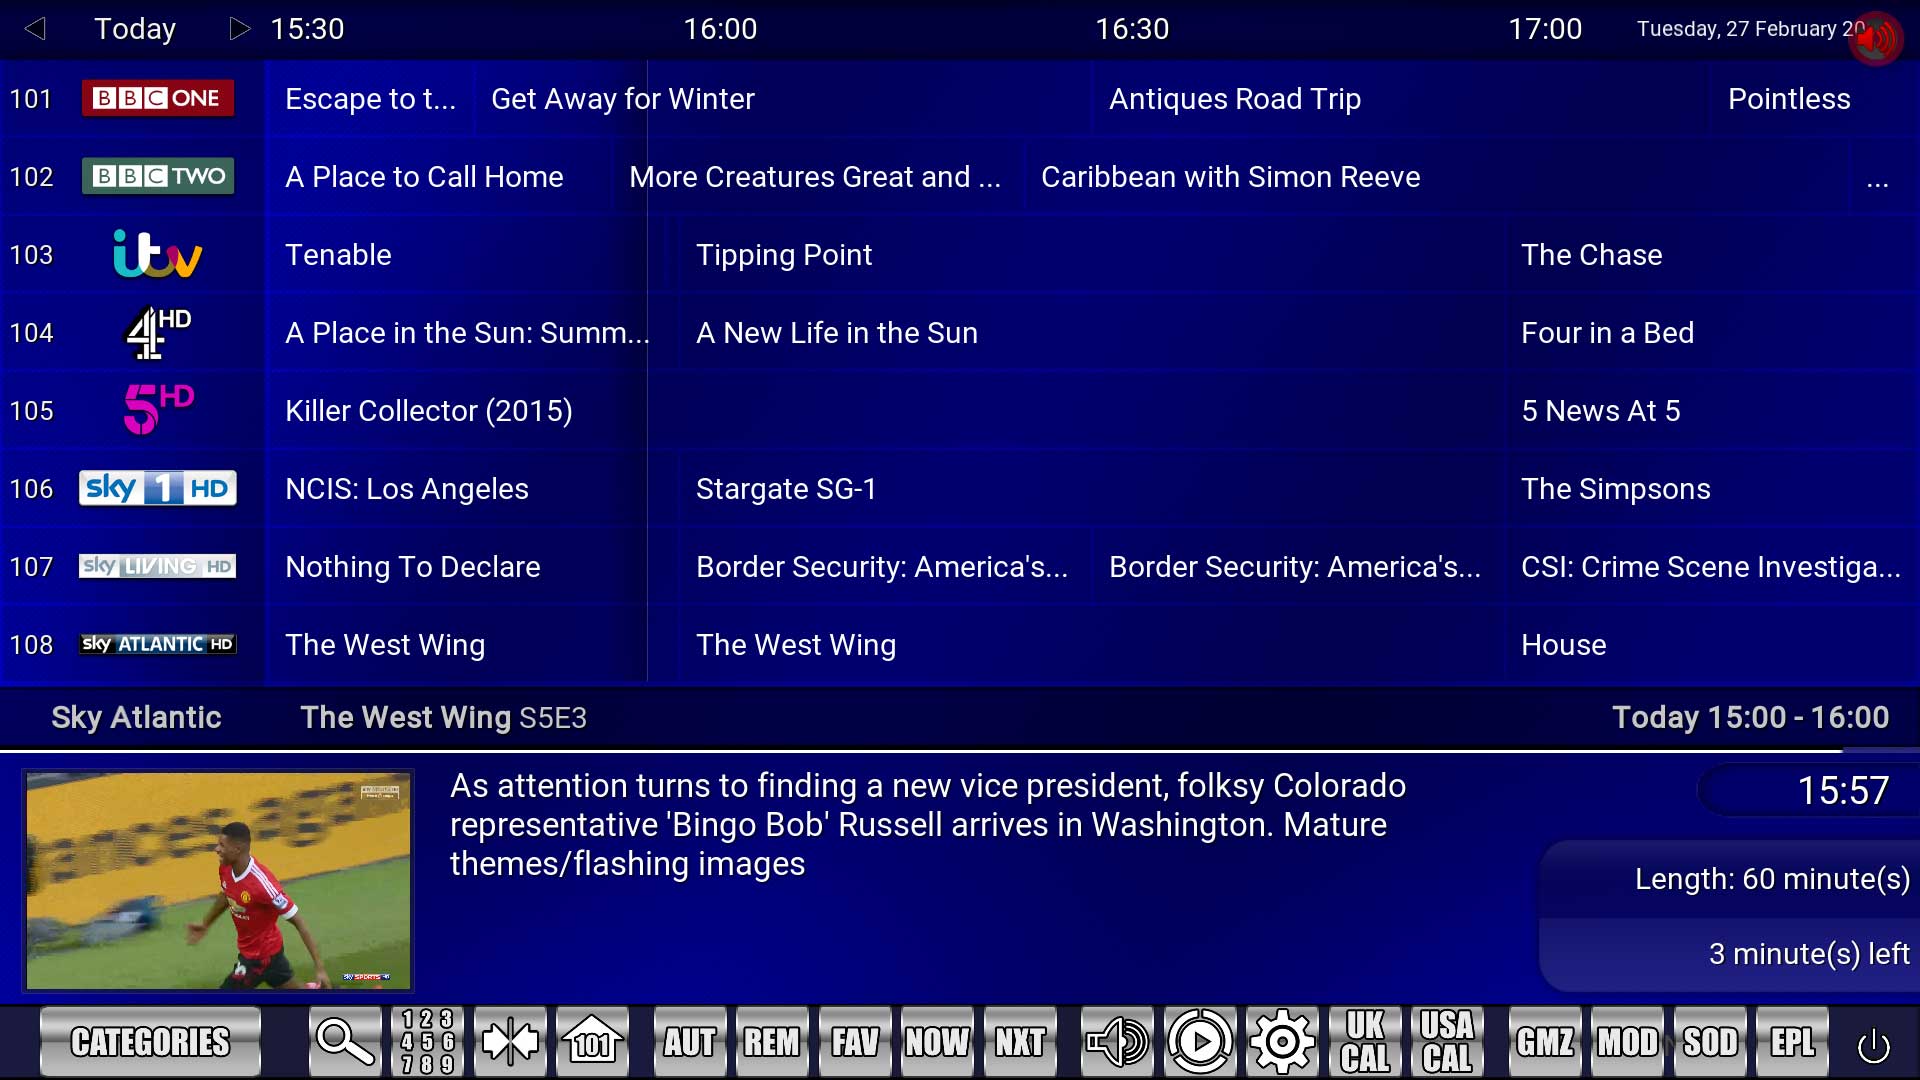 Today 15:30 16:00 16:30 17:00 Tuesday, 27 February 20
101 BBC ONE Escape to t... Get Away for Winter Antiques Road Trip Pointless
102 BBC TWO A Place to Call Home More Creatures Great and ... Caribbean with Simon Reeve ...
103 itv Tenable Tipping Point The Chase
104 4HD A Place in the Sun: Summ... A New Life in the Sun Four in a Bed
105 5HD Killer Collector (2015) 5 News At 5
106 sky 1 HD NCIS: Los Angeles Stargate SG-1 The Simpsons
107 sky LIVING HD Nothing To Declare Border Security: America's... Border Security: America's... CSI: Crime Scene Investiga...
108 sky ATLANTIC HD The West Wing The West Wing House
Sky Atlantic The West Wing S5E3 Today 15:00 - 16:00
As attention turns to finding a new vice president, folksy Colorado
representative 'Bingo Bob' Russell arrives in Washington. Mature
themes/flashing images
15:57
Length: 60 minute(s)
3 minute(s) left
sky SPORTS
CATEGORIES 1 2 3 4 5 6 7 8 9 101 AUT REM FAV NOW NXT UK CAL USA CAL GMZ MOD SOD EPL